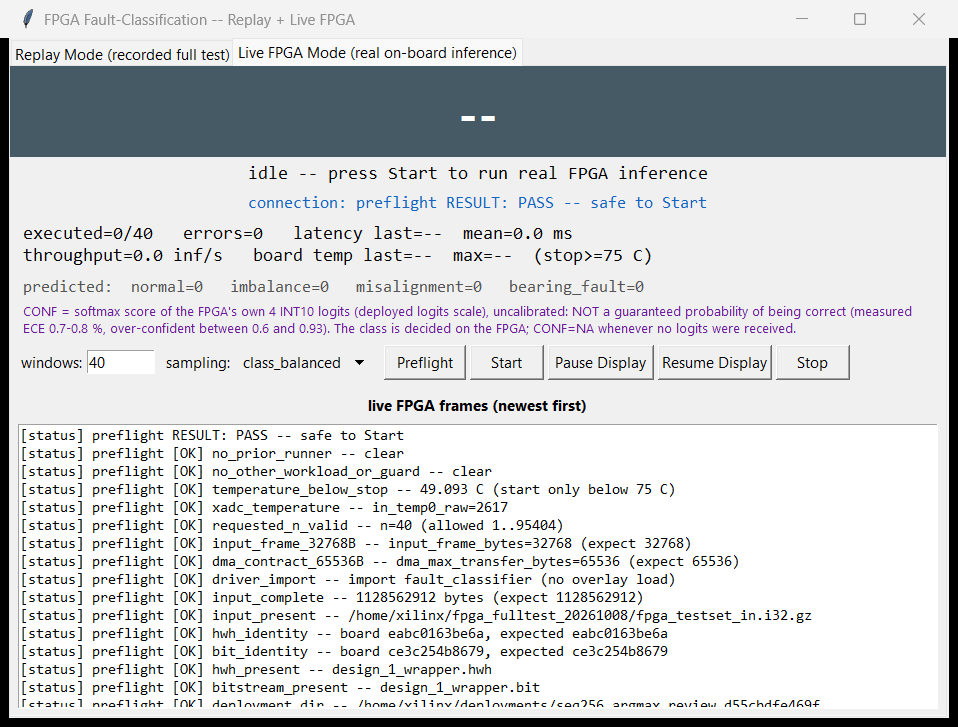 FPGA Fault-Classification -- Replay + Live FPGA
Replay Mode (recorded full test) Live FPGA Mode (real on-board inference)
--
idle -- press Start to run real FPGA inference
connection: preflight RESULT: PASS -- safe to Start
executed=0/40 errors=0 latency last=-- mean=0.0 ms
throughput=0.0 inf/s board temp last=-- max=-- (stop>=75 C)
predicted: normal=0 imbalance=0 misalignment=0 bearing_fault=0
CONF = softmax score of the FPGA's own 4 INT10 logits (deployed logits scale), uncalibrated: NOT a guaranteed probability of being correct (measured
ECE 0.7-0.8 %, over-confident between 0.6 and 0.93). The class is decided on the FPGA; CONF=NA whenever no logits were received.
windows: 40 sampling: class_balanced Preflight Start Pause Display Resume Display Stop
live FPGA frames (newest first)
[status] preflight RESULT: PASS -- safe to Start
[status] preflight [OK] no_prior_runner -- clear
[status] preflight [OK] no_other_workload_or_guard -- clear
[status] preflight [OK] temperature_below_stop -- 49.093 C (start only below 75 C)
[status] preflight [OK] xadc_temperature -- in_temp0_raw=2617
[status] preflight [OK] requested_n_valid -- n=40 (allowed 1..95404)
[status] preflight [OK] input_frame_32768B -- input_frame_bytes=32768 (expect 32768)
[status] preflight [OK] dma_contract_65536B -- dma_max_transfer_bytes=65536 (expect 65536)
[status] preflight [OK] driver_import -- import fault_classifier (no overlay load)
[status] preflight [OK] input_complete -- 1128562912 bytes (expect 1128562912)
[status] preflight [OK] input_present -- /home/xilinx/fpga_fulltest_20261008/fpga_testset_in.i32.gz
[status] preflight [OK] hwh_identity -- board eabc0163be6a, expected eabc0163be6a
[status] preflight [OK] bit_identity -- board ce3c254b8679, expected ce3c254b8679
[status] preflight [OK] hwh_present -- design_1_wrapper.hwh
[status] preflight [OK] bitstream_present -- design_1_wrapper.bit
[status] preflight [OK] deployment_dir -- /home/xilinx/deployments/seq256_argmax_review_d55cbdfe469f